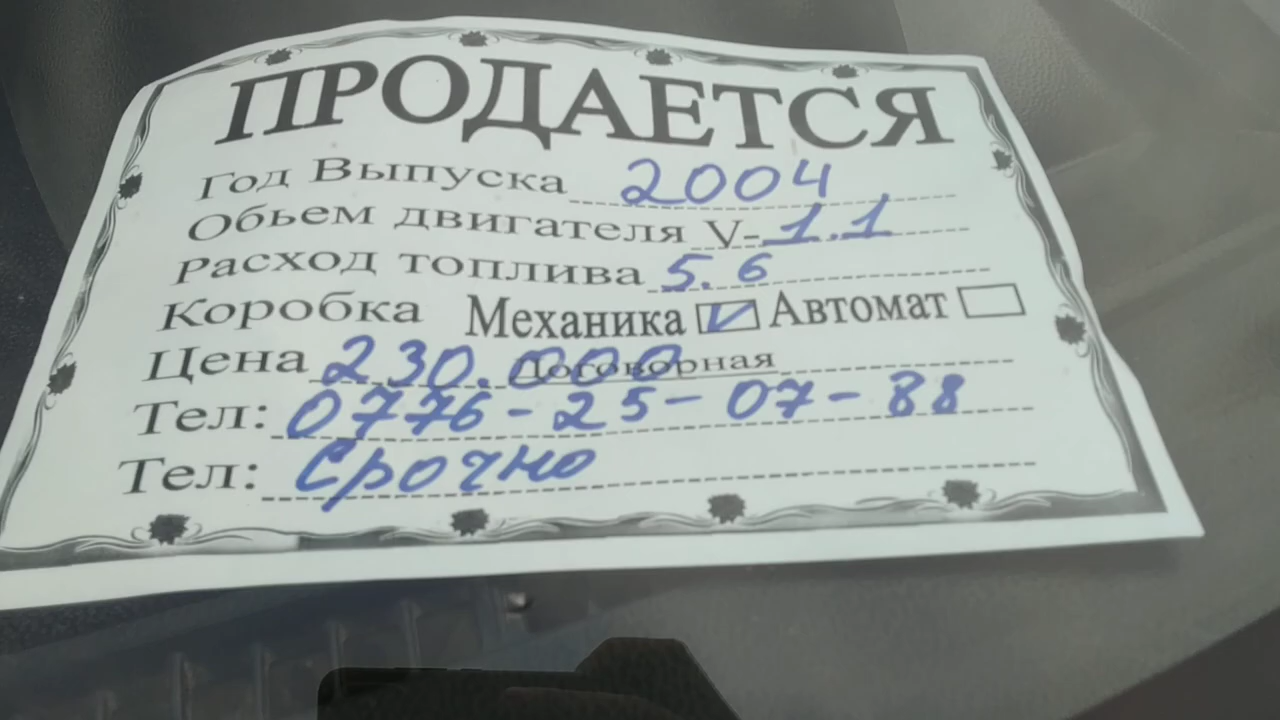 ПРОДАЕТСЯ
Год Выпуска 2004
Обьем двигателя V-1.1
Расход топлива 5.6
Коробка Механика ☑ Автомат ☐
Цена 230.000 Договорная
Тел: 0776-25-07-88
Тел: Срочно